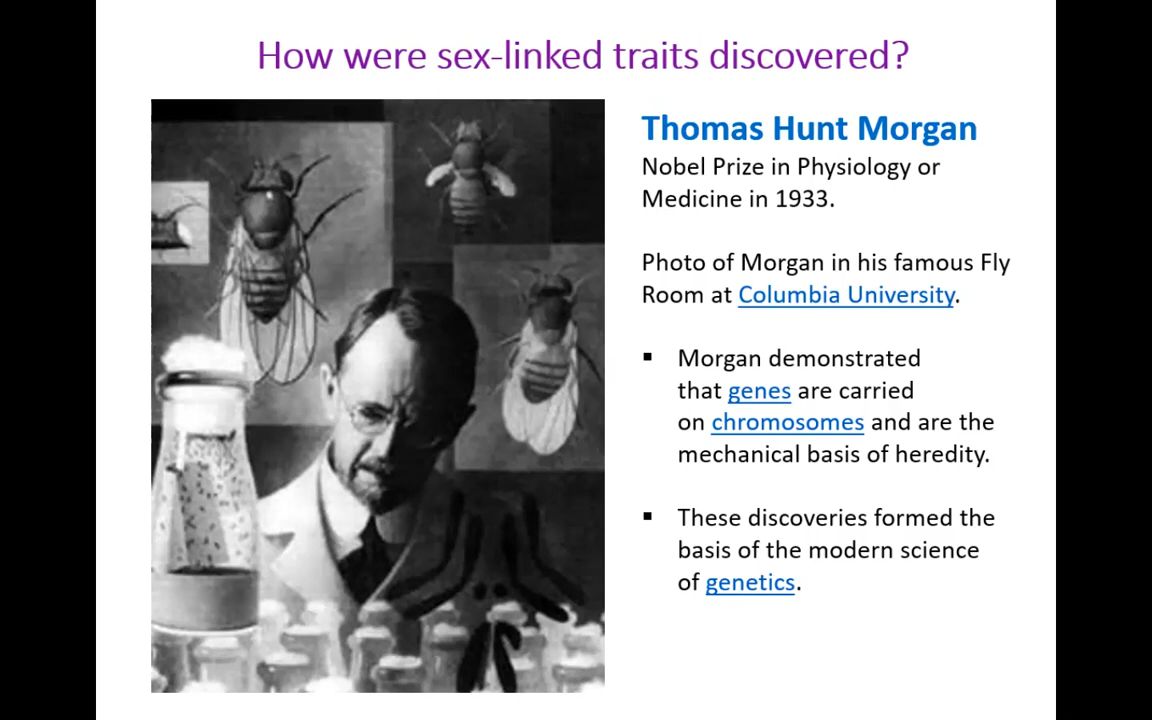 How were sex-linked traits discovered?
Thomas Hunt Morgan
Nobel Prize in Physiology or
Medicine in 1933.
Photo of Morgan in his famous Fly
Room at Columbia University.
▪ Morgan demonstrated
that genes are carried
on chromosomes and are the
mechanical basis of heredity.
▪ These discoveries formed the
basis of the modern science
of genetics.